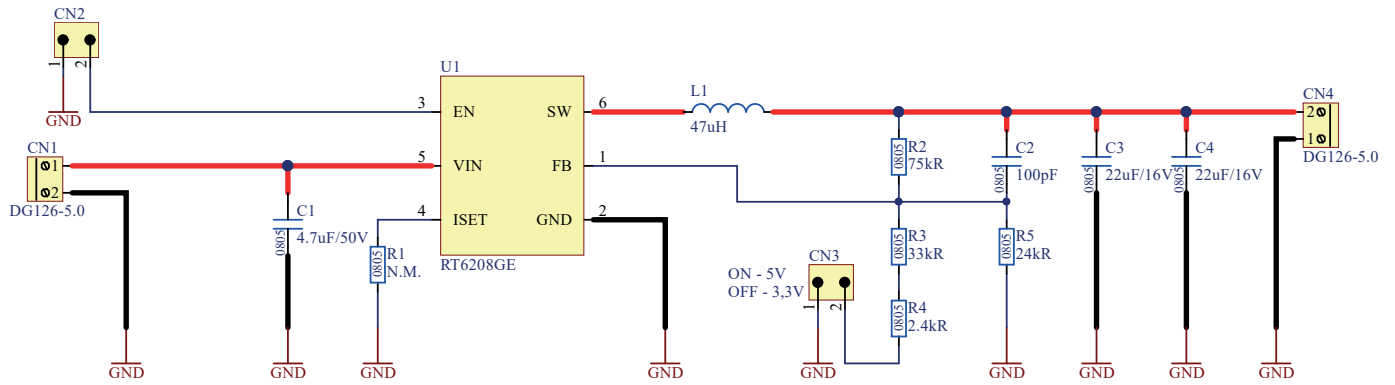 CN2
1
2
GND
U1
3
EN
SW
6
5
VIN
FB
1
4
ISET
GND
2
RT6208GE
CN1
1
2
DG126-5.0
GND
C1
0805
4.7uF/50V
GND
R1
0805
N.M.
GND
GND
L1
47uH
R2
0805
75kR
C2
0805
100pF
C3
0805
22uF/16V
C4
0805
22uF/16V
CN4
2
1
DG126-5.0
R3
0805
33kR
R5
0805
24kR
CN3
ON - 5V
OFF - 3,3V
1
2
R4
0805
2.4kR
GND
GND
GND
GND
GND